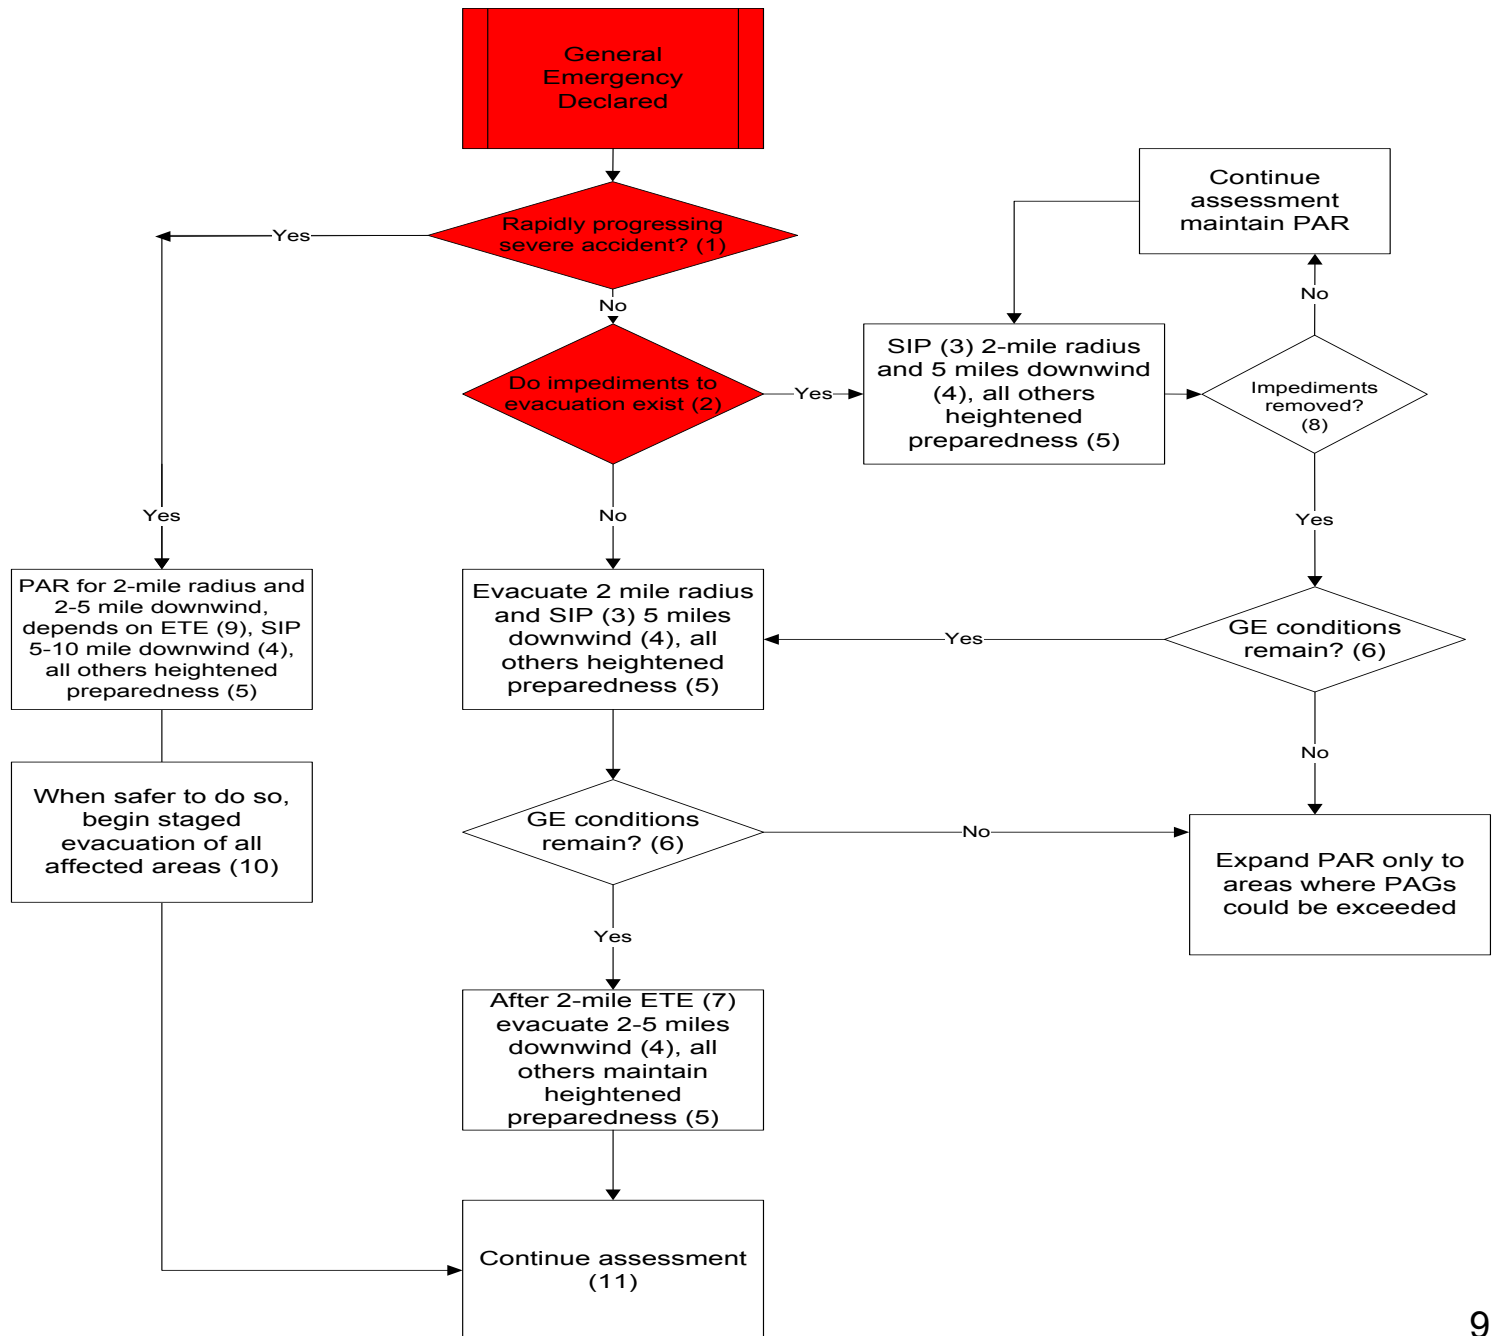 General
Emergency
Declared
Rapidly progressing
severe accident? (1)
Yes
No
Continue
assessment
maintain PAR
No
Do impediments to
evacuation exist (2)
Yes
SIP (3) 2-mile radius
and 5 miles downwind
(4), all others
heightened
preparedness (5)
Impediments
removed?
(8)
Yes
No
Yes
PAR for 2-mile radius and
2-5 mile downwind,
depends on ETE (9), SIP
5-10 mile downwind (4),
all others heightened
preparedness (5)
Evacuate 2 mile radius
and SIP (3) 5 miles
downwind (4), all
others heightened
preparedness (5)
Yes
GE conditions
remain? (6)
No
When safer to do so,
begin staged
evacuation of all
affected areas (10)
GE conditions
remain? (6)
No
Expand PAR only to
areas where PAGs
could be exceeded
Yes
After 2-mile ETE (7)
evacuate 2-5 miles
downwind (4), all
others maintain
heightened
preparedness (5)
Continue assessment
(11)
9